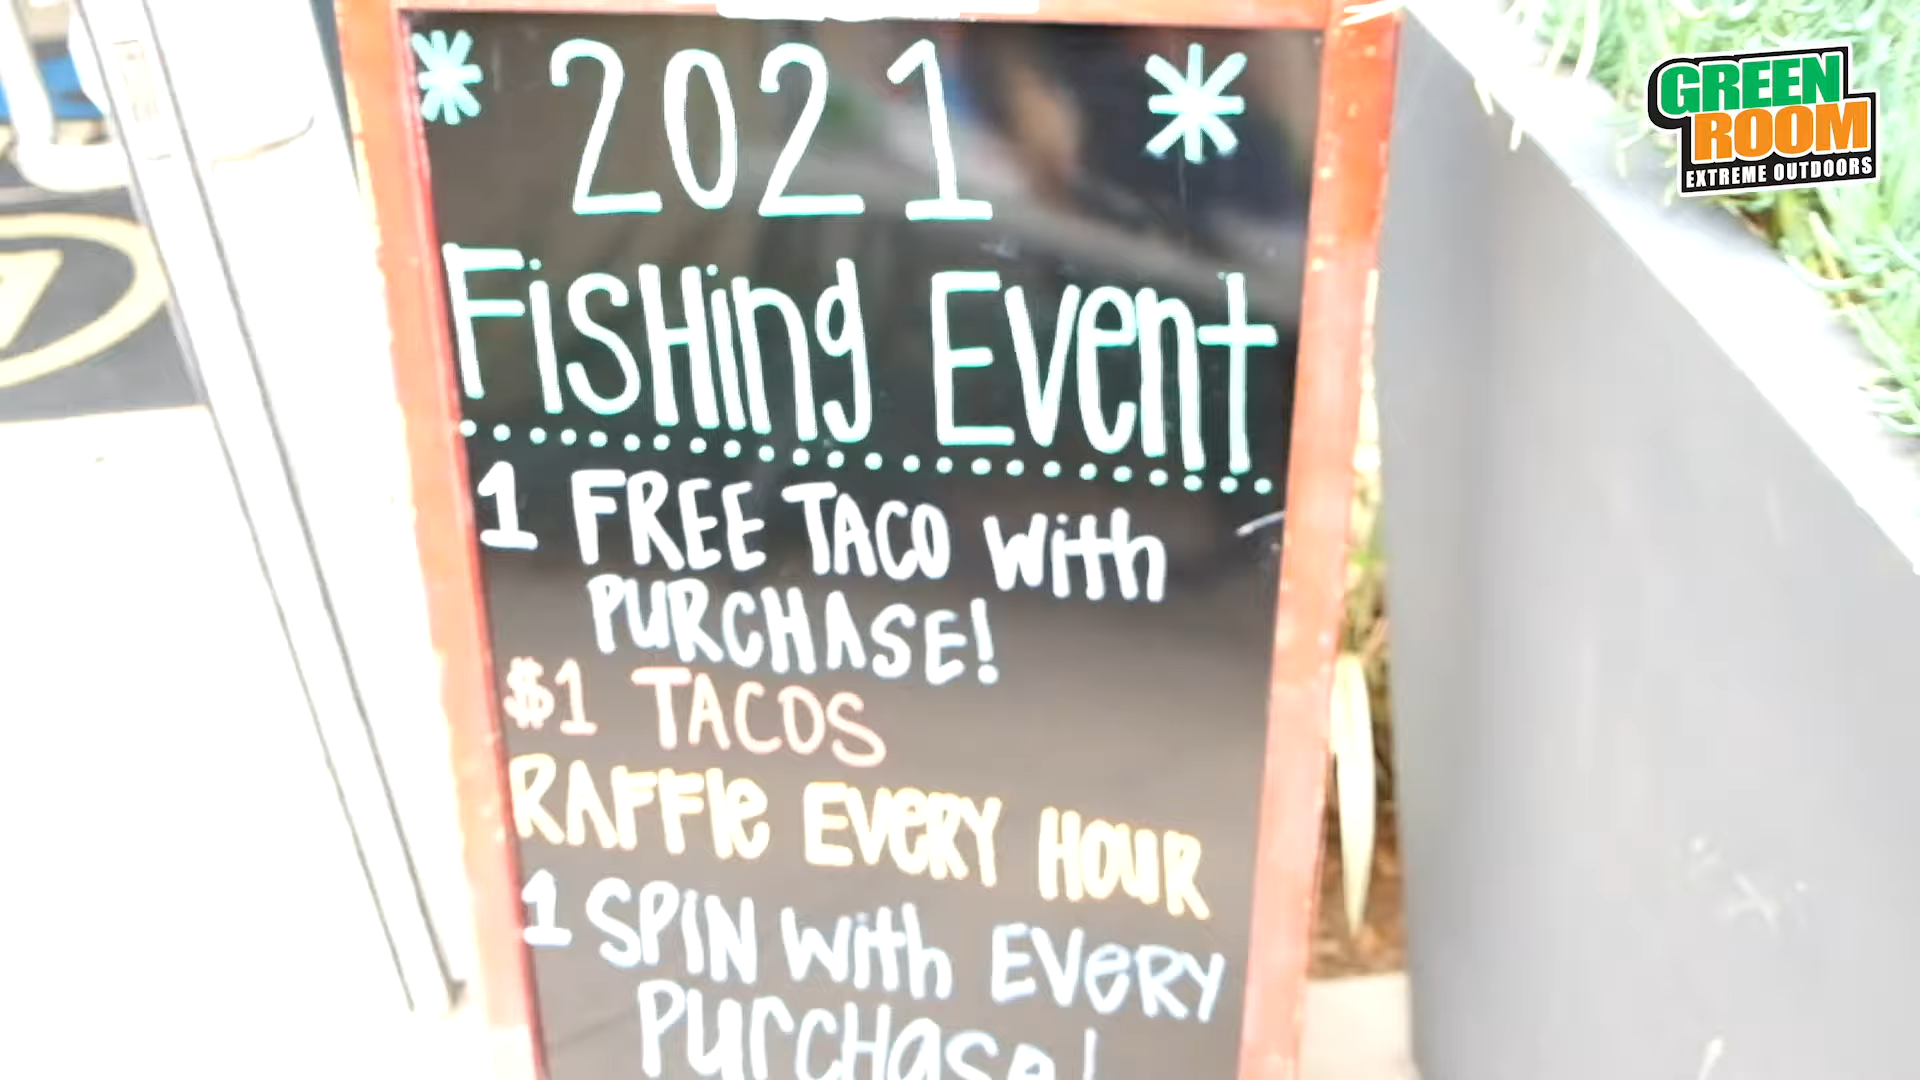 2021
FisHing Event
1 FREE TACO with
PURCHASE!
$1 TACOS
RAFFle EVeRY HOUR
1 SPIN with EVeRY
PurcHase!
GREEN
ROOM
EXTREME OUTDOORS